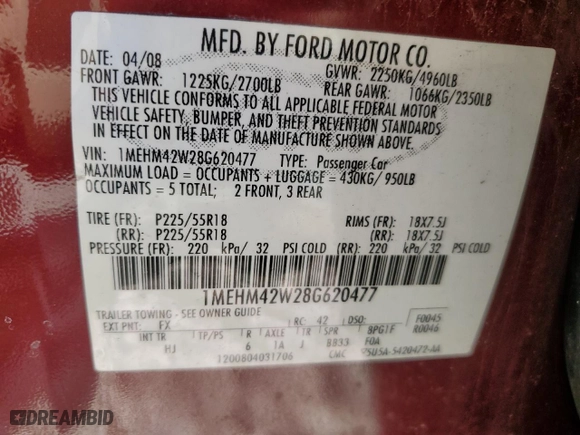 MFD. BY FORD MOTOR CO.
DATE: 04/08 GVWR: 2250KG/4960LB
FRONT GAWR: 1225KG/2700LB REAR GAWR: 1066KG/2350LB
THIS VEHICLE CONFORMS TO ALL APPLICABLE FEDERAL MOTOR
VEHICLE SAFETY, BUMPER, AND THEFT PREVENTION STANDARDS
IN EFFECT ON THE DATE OF MANUFACTURE SHOWN ABOVE.
VIN: 1MEHM42W28G620477 TYPE: Passenger Car
MAXIMUM LOAD = OCCUPANTS + LUGGAGE = 430KG/ 950LB
OCCUPANTS = 5 TOTAL; 2 FRONT, 3 REAR
TIRE (FR): P225/55R18 RIMS (FR): 18X7.5J
(RR): P225/55R18 (RR): 18X7.5J
PRESSURE (FR): 220 kPa/ 32 PSI COLD (RR): 220 kPa/ 32 PSI COLD
1MEHM42W28G620477
TRAILER TOWING - SEE OWNER GUIDE
EXT PNT: FX RC: 42 DSO: F0045
INT TR TP/PS R AXLE TR SPR BPGTF R0046
HJ 6 1A J BB33 F0A
1200804031706 CMC
DREAMBID